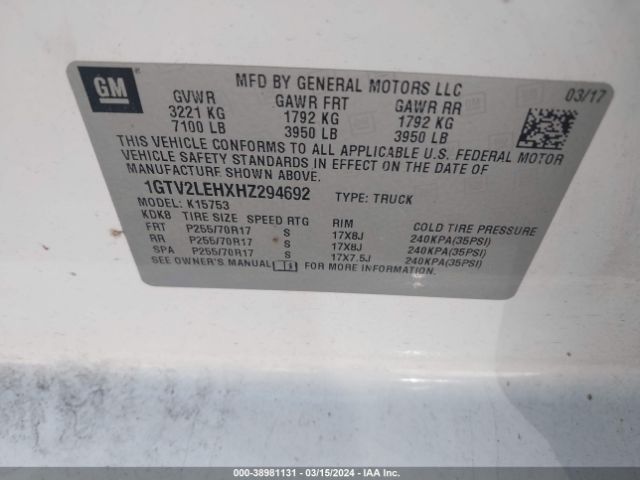 GM
MFD BY GENERAL MOTORS LLC
03/17
GVWR GAWR FRT GAWR RR
3221 KG 1792 KG 1792 KG
7100 LB 3950 LB 3950 LB
THIS VEHICLE CONFORMS TO ALL APPLICABLE U.S. FEDERAL MOTOR
VEHICLE SAFETY STANDARDS IN EFFECT ON THE DATE OF
MANUFACTURE SHOWN ABOVE.
1GTV2LEHXHZ294692 TYPE: TRUCK
MODEL: K15753
KDK8 TIRE SIZE SPEED RTG RIM COLD TIRE PRESSURE
FRT P255/70R17 S 17X8J 240KPA(35PSI)
RR P255/70R17 S 17X8J 240KPA(35PSI)
SPA P255/70R17 S 17X7.5J 240KPA(35PSI)
SEE OWNER'S MANUAL FOR MORE INFORMATION.
000-38981131 - 03/15/2024 - IAA Inc.